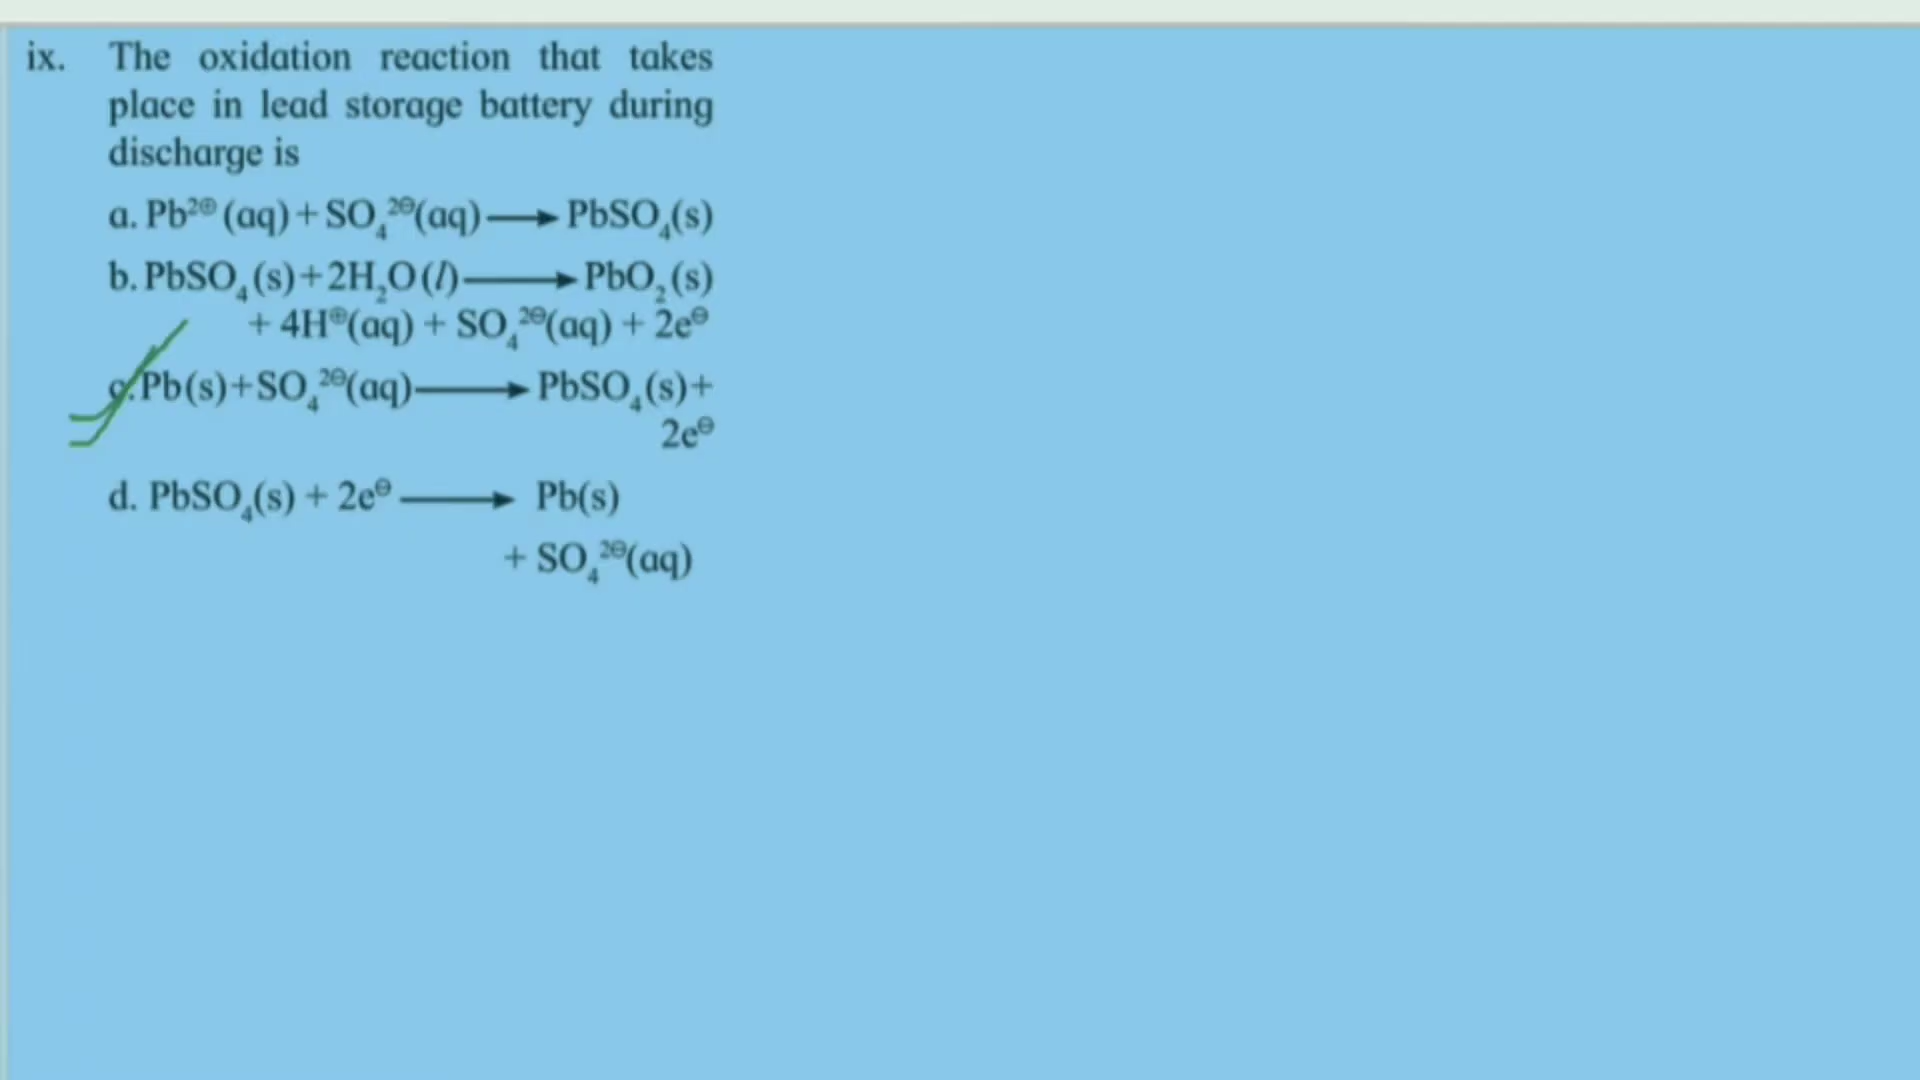 ix. The oxidation reaction that takes
place in lead storage battery during
discharge is
a. Pb²⊕ (aq) + SO₄²⊖(aq) ⟶ PbSO₄(s)
b. PbSO₄ (s) + 2H₂O (l) ⟶ PbO₂ (s)
+ 4H⊕(aq) + SO₄²⊖(aq) + 2e⊖
c. Pb (s) + SO₄²⊖(aq) ⟶ PbSO₄ (s) +
2e⊖
d. PbSO₄(s) + 2e⊖ ⟶ Pb(s)
+ SO₄²⊖(aq)